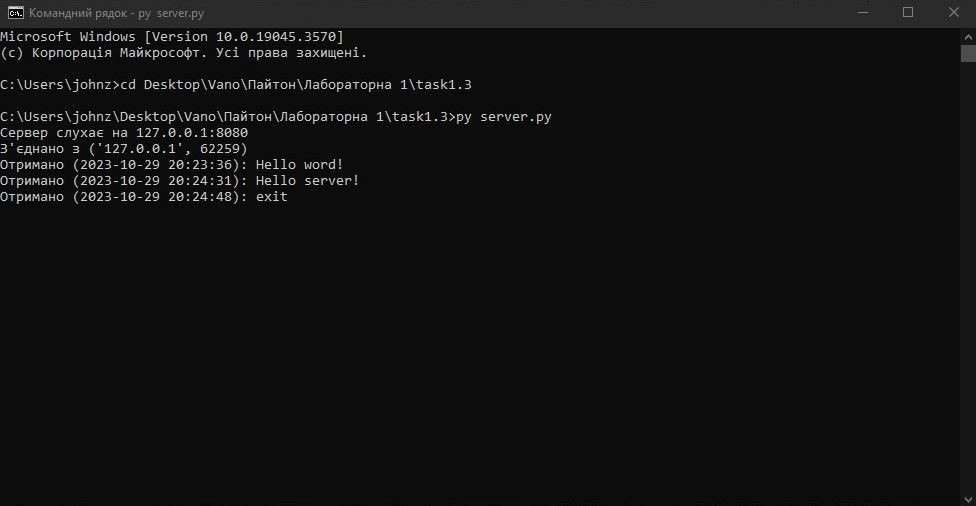 Командний рядок - py  server.py
Microsoft Windows [Version 10.0.19045.3570]
(c) Корпорація Майкрософт. Усі права захищені.
C:\Users\johnz>cd Desktop\Vano\Пайтон\Лабораторна 1\task1.3
C:\Users\johnz\Desktop\Vano\Пайтон\Лабораторна 1\task1.3>py server.py
Сервер слухає на 127.0.0.1:8080
З'єднано з ('127.0.0.1', 62259)
Отримано (2023-10-29 20:23:36): Hello word!
Отримано (2023-10-29 20:24:31): Hello server!
Отримано (2023-10-29 20:24:48): exit